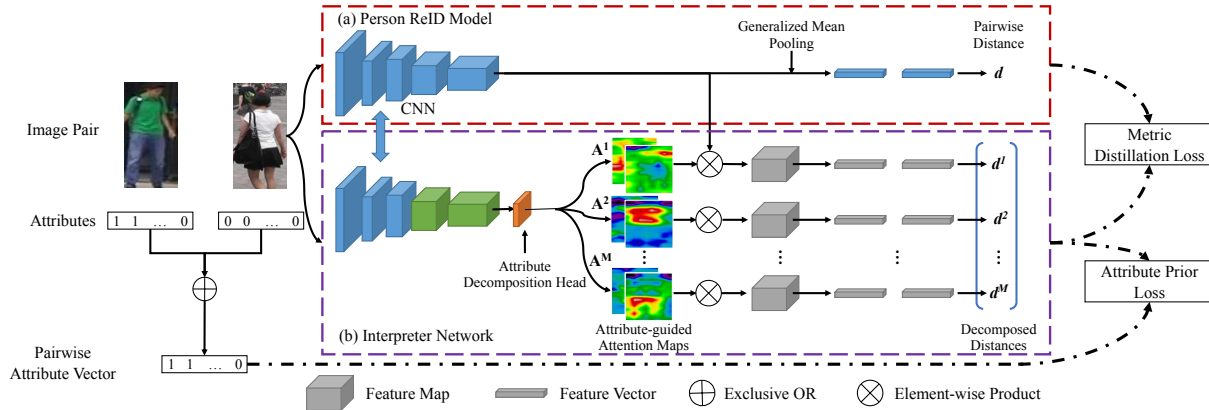 (a) Person ReID Model
Generalized Mean
Pooling
Pairwise
Distance
d
CNN
Image Pair
Metric
Distillation Loss
A¹
d¹
A²
d²
Attributes
1 1 ... 0
0 0 ... 0
Attribute
Decomposition Head
Aᴹ
dᴹ
Attribute Prior
Loss
(b) Interpreter Network
Attribute-guided
Attention Maps
Decomposed
Distances
Pairwise
Attribute Vector
1 1 ... 0
Feature Map
Feature Vector
Exclusive OR
Element-wise Product